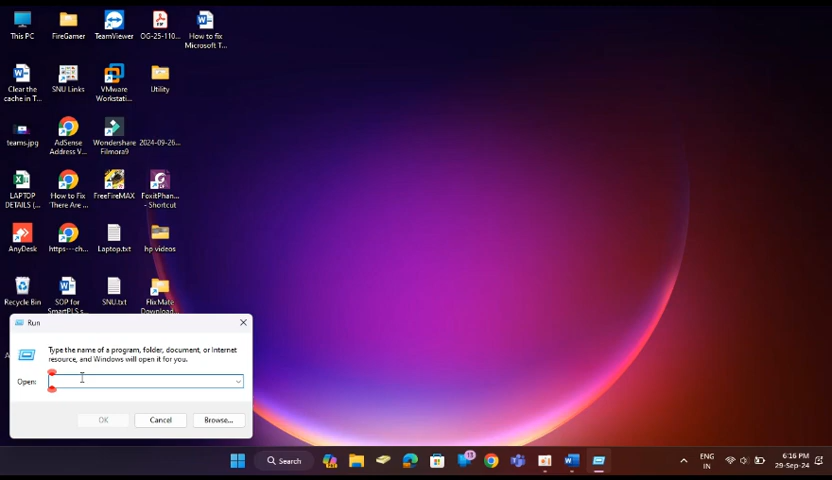 This PC
FireGamer
TeamViewer
OG-25-110...
How to fix
Microsoft T...
Clear the
cache in T...
SNU Links
VMware
Workstati...
Utility
teams.jpg
AdSense
Address V...
Wondershare
Filmora9
2024-09-26...
LAPTOP
DETAILS (...
How to Fix
'There Are ...
FreeFireMAX
FoxitPhan...
- Shortcut
AnyDesk
https---ch...
Laptop.txt
hp videos
Recycle Bin
SOP for
SmartPLS s...
SNU.txt
FlixMate
Download...
Run
Type the name of a program, folder, document, or Internet
resource, and Windows will open it for you.
Open:
OK
Cancel
Browse...
Search
13
ENG
IN
6:16 PM
29-Sep-24